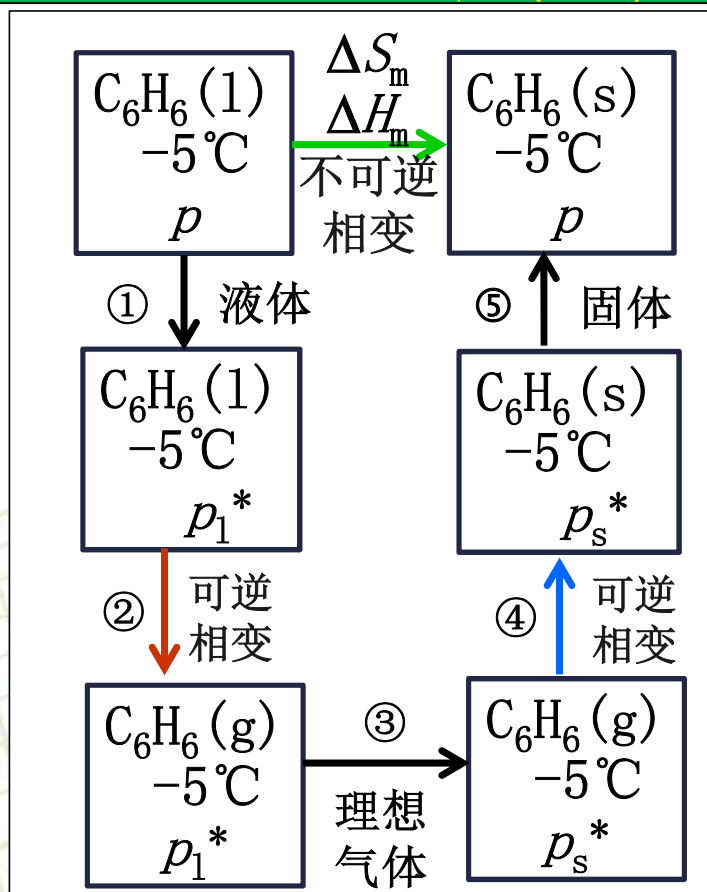 C₆H₆(l)
-5℃
p
ΔSₘ
ΔHₘ
不可逆
相变
C₆H₆(s)
-5℃
p
① 液体
⑤ 固体
C₆H₆(l)
-5℃
pₗ*
C₆H₆(s)
-5℃
pₛ*
② 可逆
相变
④ 可逆
相变
C₆H₆(g)
-5℃
pₗ*
③
理想
气体
C₆H₆(g)
-5℃
pₛ*